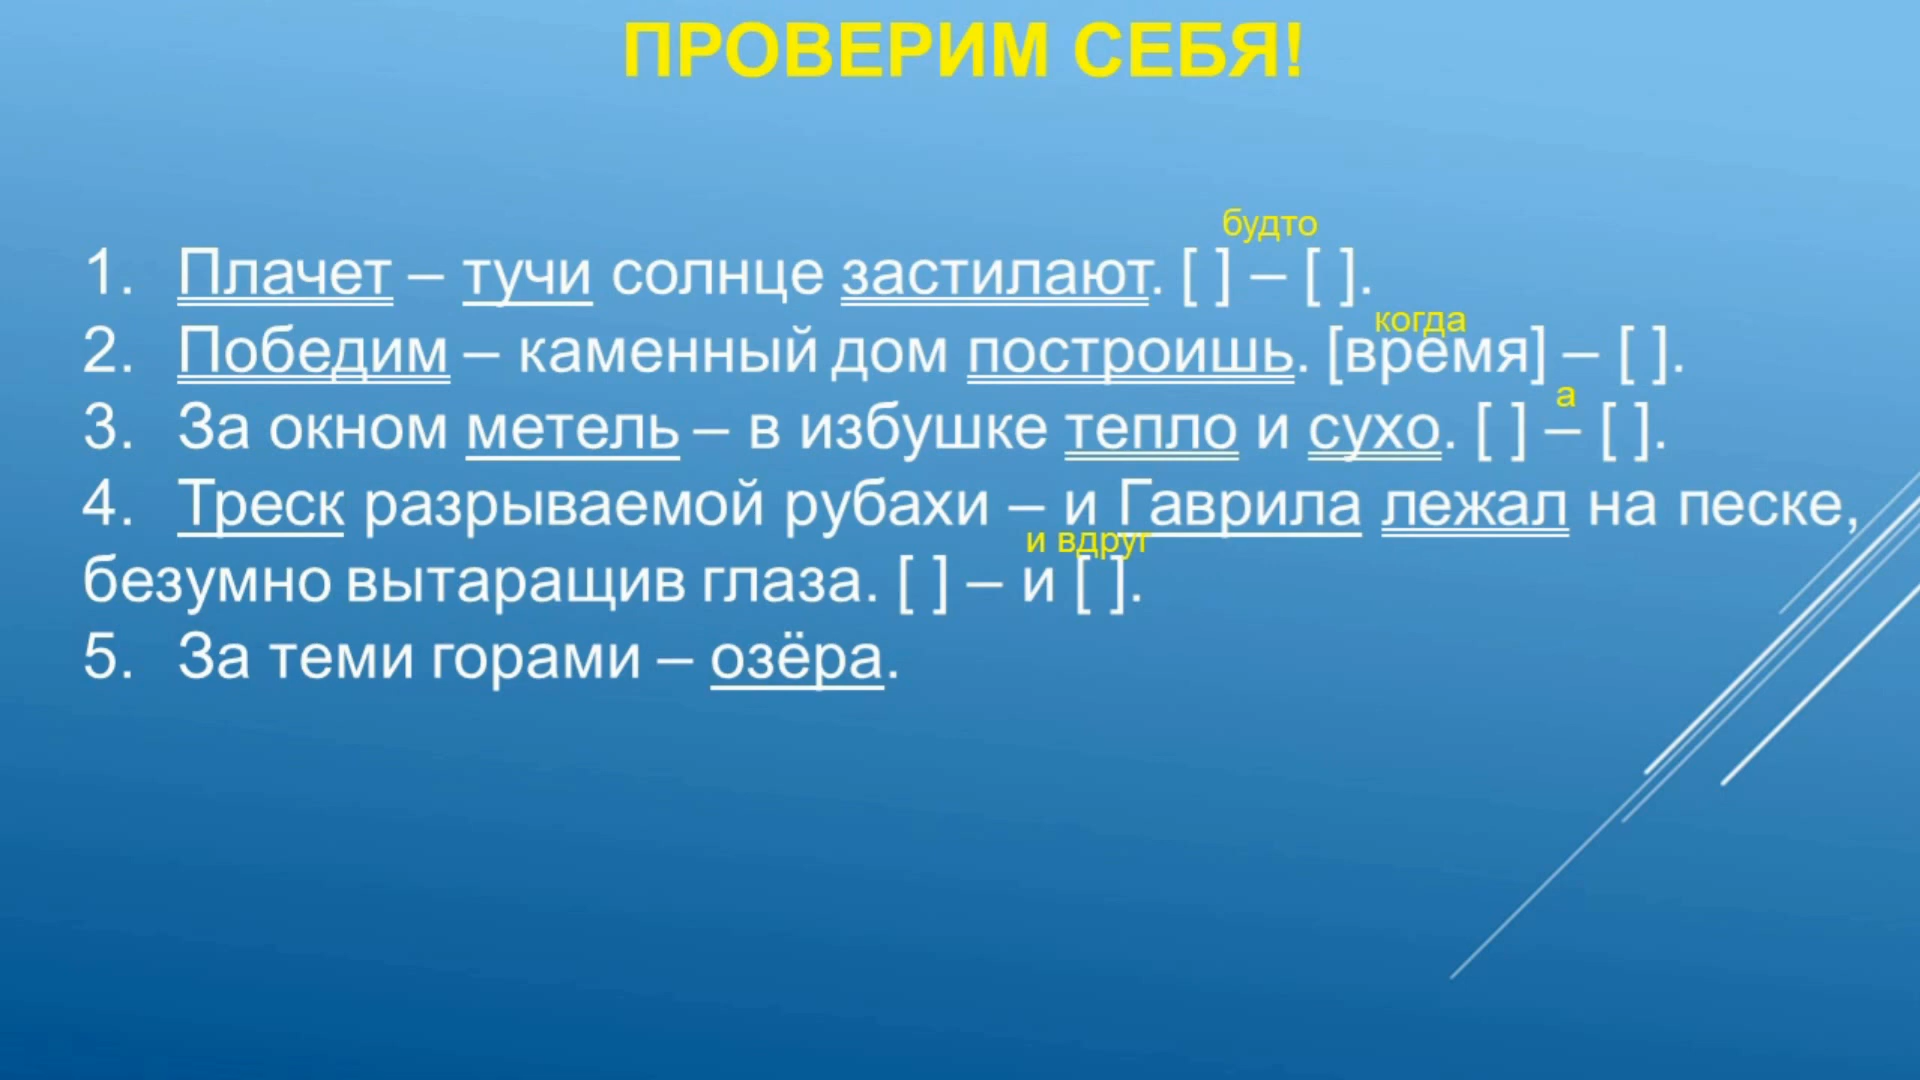 ПРОВЕРИМ СЕБЯ!
будто
1. Плачет – тучи солнце застилают. [ ] – [ ].
когда
2. Победим – каменный дом построишь. [время] – [ ].
а
3. За окном метель – в избушке тепло и сухо. [ ] – [ ].
4. Треск разрываемой рубахи – и Гаврила лежал на песке,
и вдруг
безумно вытаращив глаза. [ ] – и [ ].
5. За теми горами – озёра.